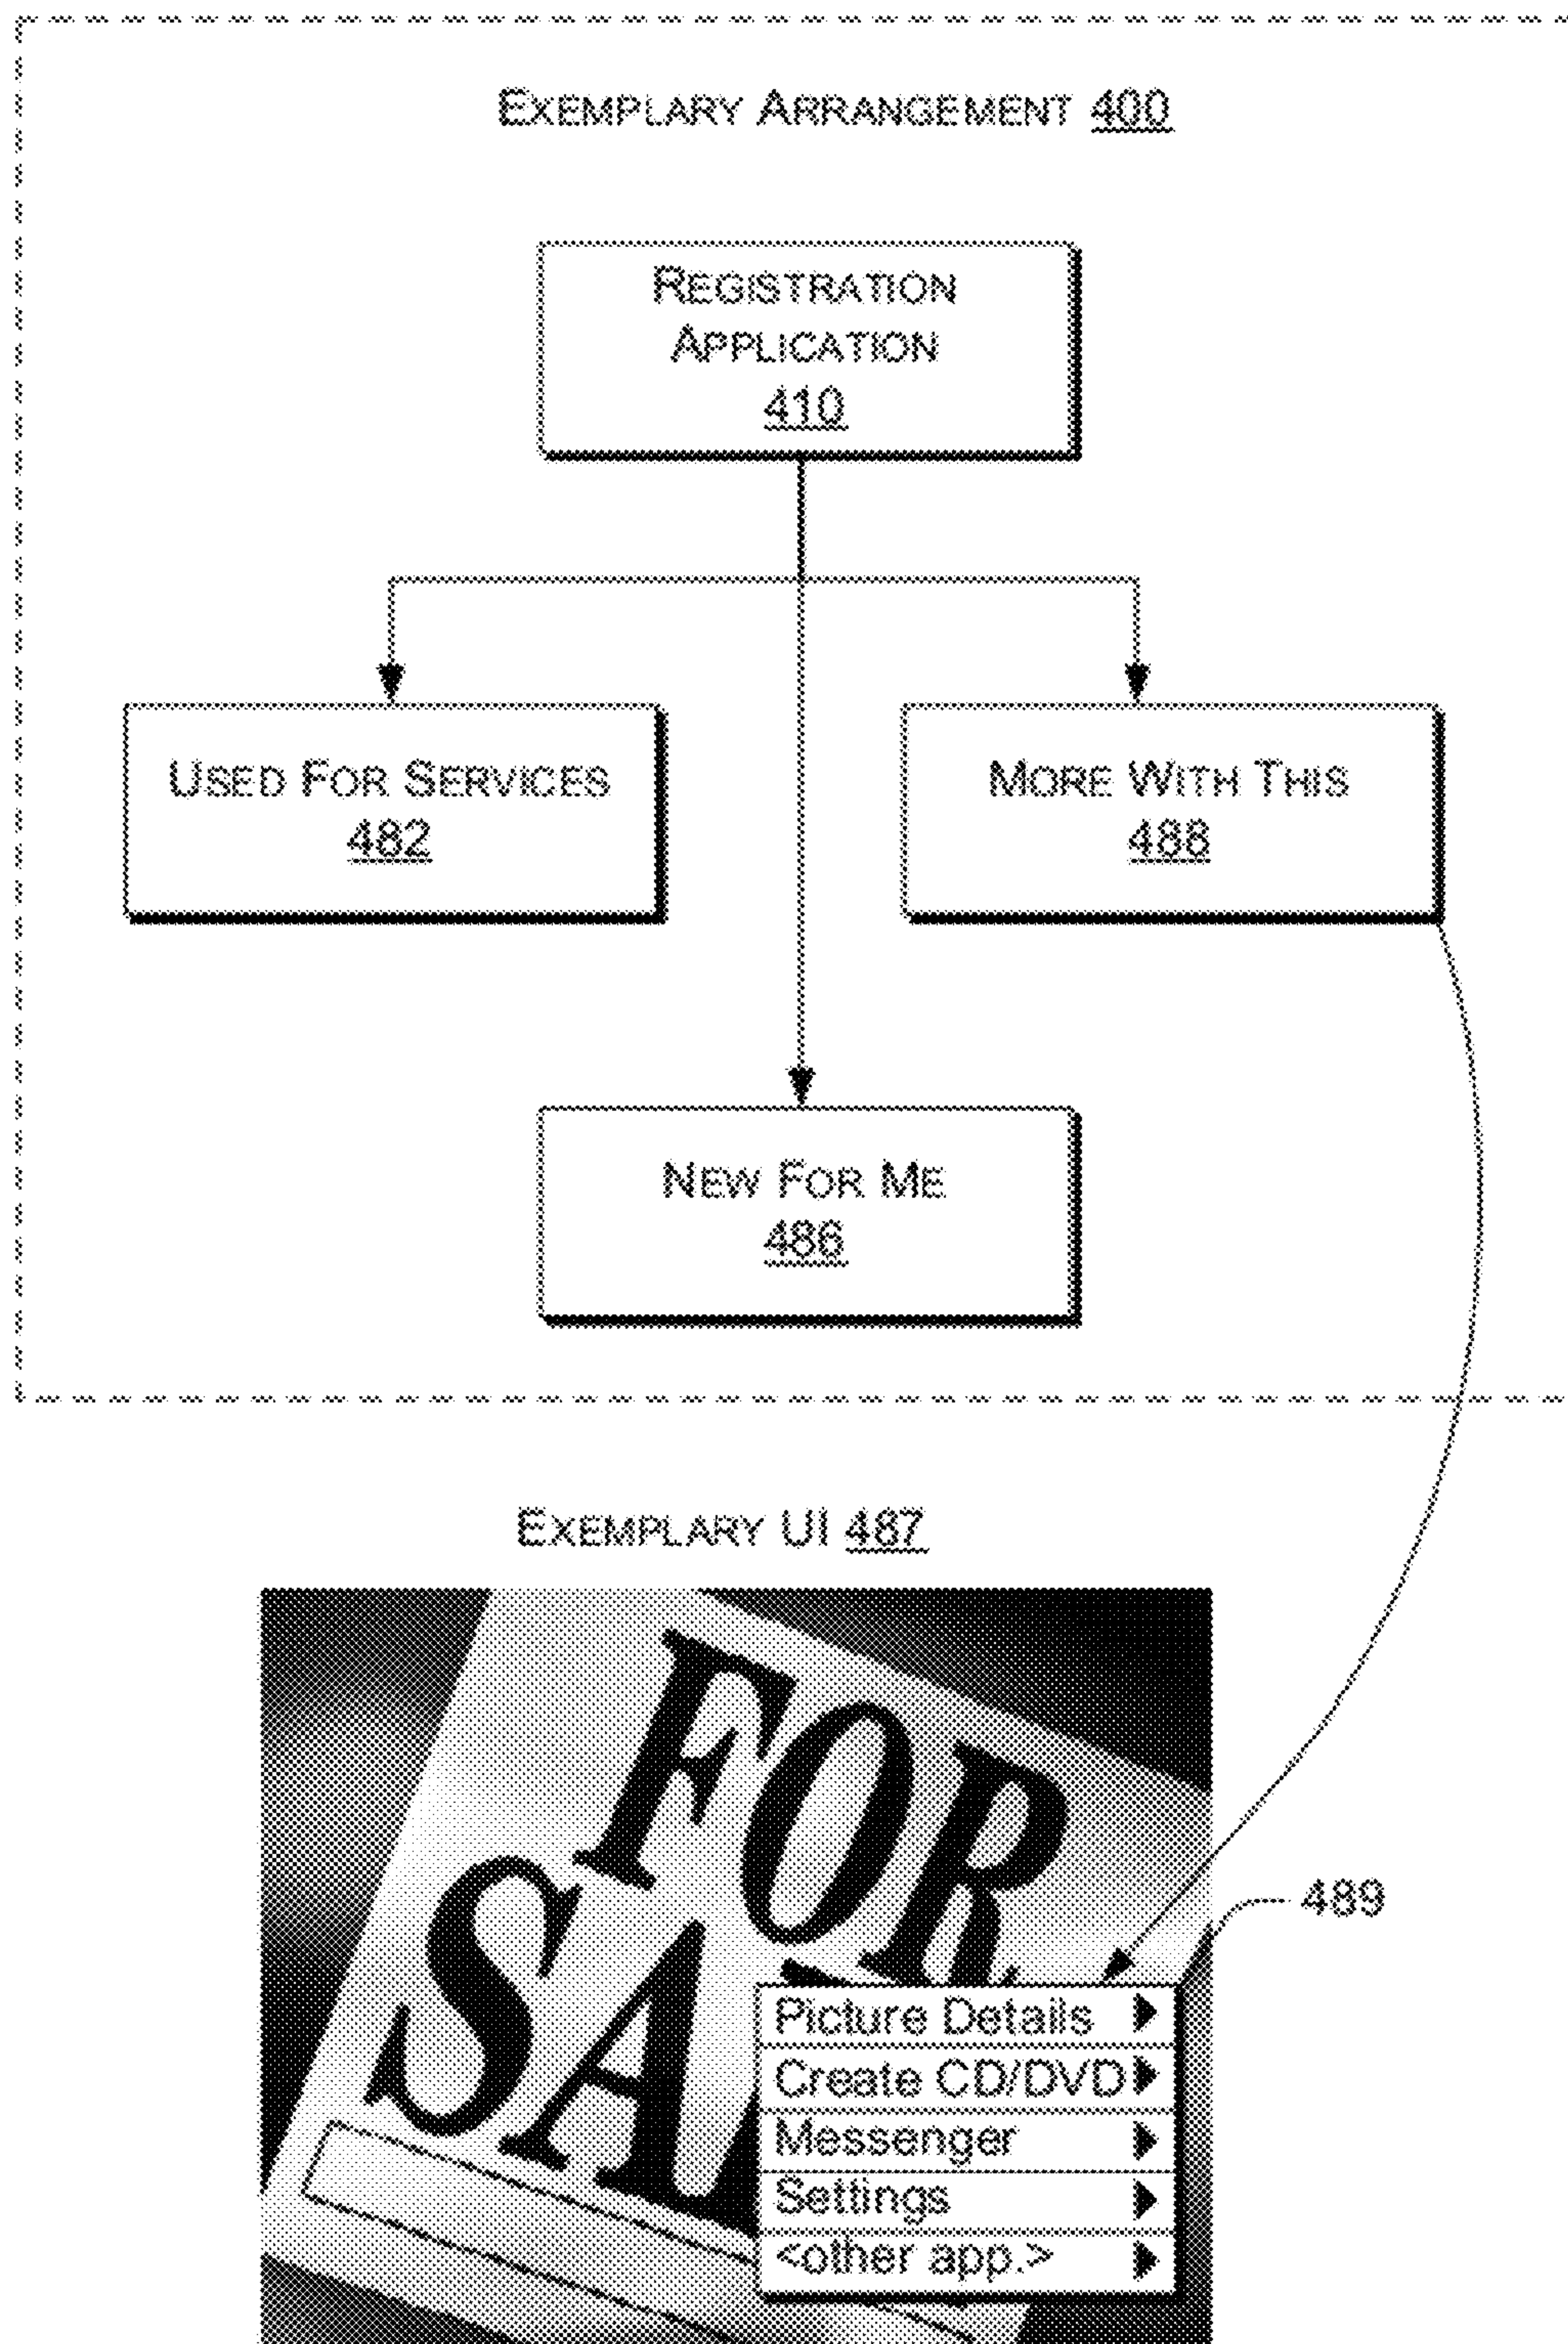 EXEMPLARY ARRANGEMENT 400
REGISTRATION
APPLICATION
410
USED FOR SERVICES
482
MORE WITH THIS
488
NEW FOR ME
486
EXEMPLARY UI 487
FOR
SA
489
Picture Details
Create CD/DVD
Messenger
Settings
<other app.>